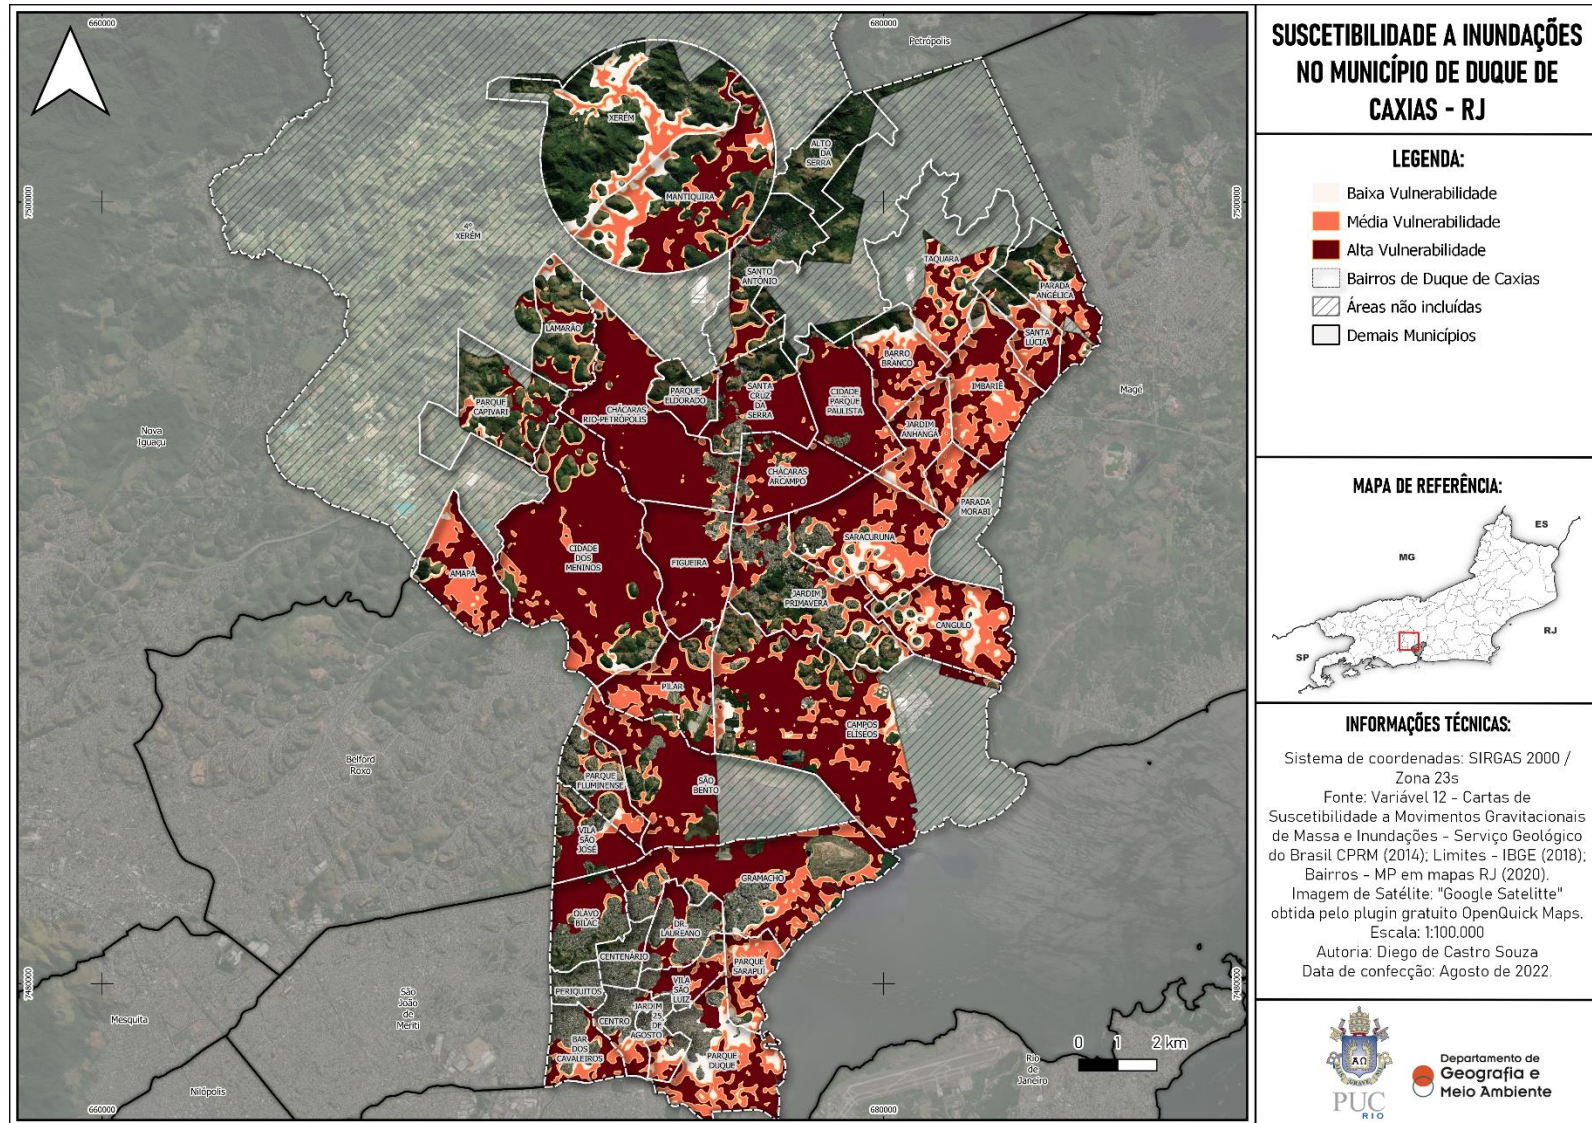 660000
680000
Petrópolis
XERÉM
ALTO
DA
SERRA
MANTIQUIRA
7500000
7500000
4º
XERÉM
TAQUARA
SANTO
ANTÔNIO
PARADA
ANGÉLICA
LAMARÃO
SANTA
LÚCIA
BARRO
BRANCO
IMBARIÊ
PARQUE
ELDORADO
SANTA
CRUZ
DA
SERRA
CIDADE
PARQUE
PAULISTA
Magé
PARQUE
CAPIVARI
CHÁCARAS
RIO-PETRÓPOLIS
JARDIM
ANHANGÁ
Nova
Iguaçu
CHÁCARAS
ARCAMPO
PARADA
MORABI
SARACURUNA
CIDADE
DOS
MENINOS
FIGUEIRA
AMAPÁ
JARDIM
PRIMAVERA
CANGULO
PILAR
CAMPOS
ELÍSEOS
Belford
Roxo
PARQUE
FLUMINENSE
SÃO
BENTO
VILA
SÃO
JOSÉ
GRAMACHO
OLAVO
BILAC
DR.
LAUREANO
CENTENÁRIO
PARQUE
SARAPUÍ
PERIQUITOS
VILA
SÃO
LUIZ
7480000
7480000
São
João
de
Meriti
Mesquita
JARDIM
25
DE
AGOSTO
CENTRO
BAR
DOS
CAVALEIROS
PARQUE
DUQUE
0 1 2 km
Rio
de
Janeiro
Nilópolis
660000
680000
SUSCETIBILIDADE A INUNDAÇÕES
NO MUNICÍPIO DE DUQUE DE
CAXIAS - RJ
LEGENDA:
Baixa Vulnerabilidade
Média Vulnerabilidade
Alta Vulnerabilidade
Bairros de Duque de Caxias
Áreas não incluídas
Demais Municípios
MAPA DE REFERÊNCIA:
ES
MG
RJ
SP
INFORMAÇÕES TÉCNICAS:
Sistema de coordenadas: SIRGAS 2000 /
Zona 23s
Fonte: Variável 12 - Cartas de
Suscetibilidade a Movimentos Gravitacionais
de Massa e Inundações - Serviço Geológico
do Brasil CPRM (2014); Limites - IBGE (2018);
Bairros - MP em mapas RJ (2020).
Imagem de Satélite: "Google Satelitte"
obtida pelo plugin gratuito OpenQuick Maps.
Escala: 1:100.000
Autoria: Diego de Castro Souza
Data de confecção: Agosto de 2022.
ΑΩ
PUC
RIO
Departamento de
Geografia e
Meio Ambiente